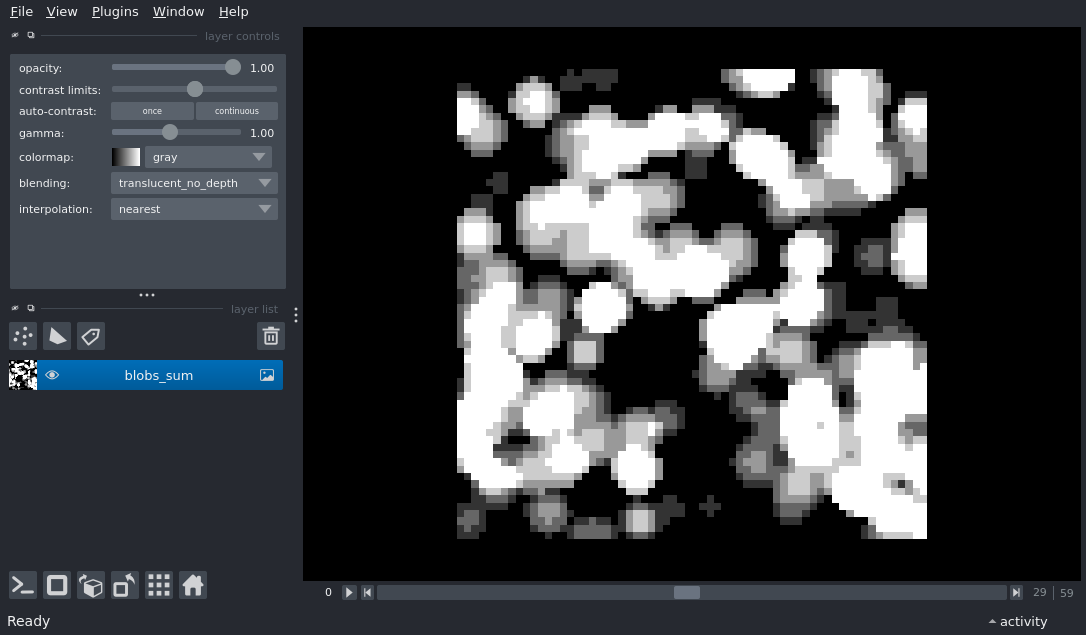 File View Plugins Window Help
layer controls
opacity: 1.00
contrast limits:
auto-contrast: once continuous
gamma: 1.00
colormap: gray
blending: translucent_no_depth
interpolation: nearest
layer list
blobs_sum
0 29 59
Ready activity